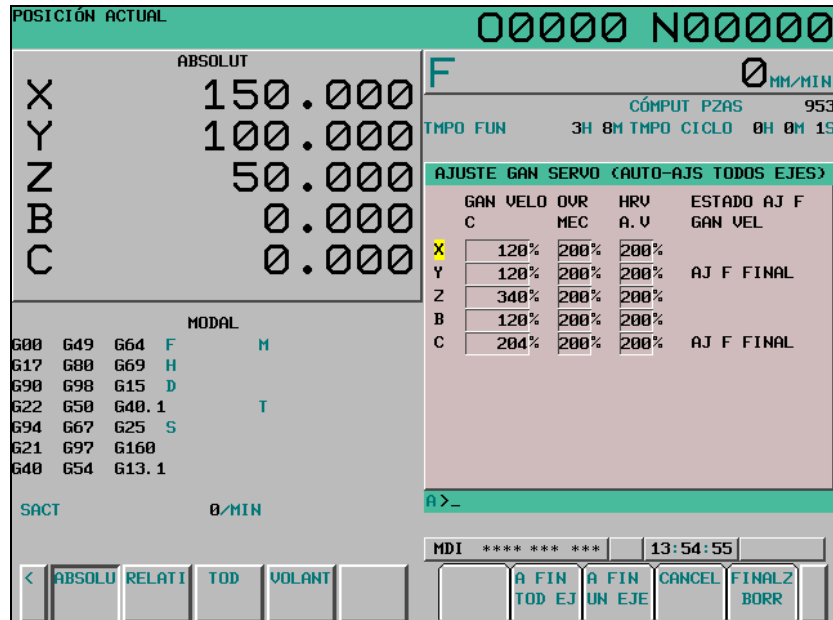 POSICIÓN ACTUAL O0000 N00000
ABSOLUT
X 150.000
Y 100.000
Z 50.000
B 0.000
C 0.000
F 0 MM/MIN
CÓMPUT PZAS 953
TMPO FUN 3H 8M TMPO CICLO 0H 0M 1S
AJUSTE GAN SERVO (AUTO-AJS TODOS EJES)
GAN VELO OVR HRV ESTADO AJ F
C MEC A.V GAN VEL
X 120% 200% 200%
Y 120% 200% 200% AJ F FINAL
Z 340% 200% 200%
B 120% 200% 200%
C 204% 200% 200% AJ F FINAL
MODAL
G00 G49 G64 F M
G17 G80 G69 H
G90 G98 G15 D
G22 G50 G40.1 T
G94 G67 G25 S
G21 G97 G160
G40 G54 G13.1
SACT 0/MIN
A>_
MDI **** *** *** 13:54:55
< ABSOLU RELATI TOD VOLANT
A FIN A FIN CANCEL FINALZ
TOD EJ UN EJE BORR